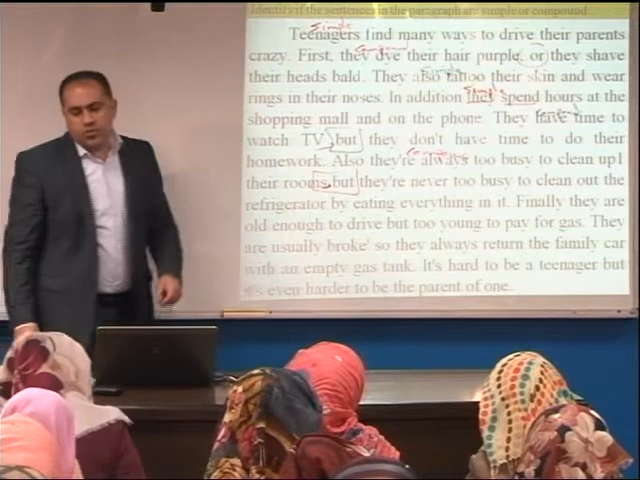 Identify if the sentences in the paragraph are simple or compound.
Simple
Teenagers find many ways to drive their parents
compound
crazy. First, they dye their hair purple or they shave
Simple
their heads bald. They also tattoo their skin and wear
Simple
rings in their noses. In addition they spend hours at the
shopping mall and on the phone. They have time to
watch TV, but they don't have time to do their
homework. Also they're always too busy to clean up
their rooms, but they're never too busy to clean out the
refrigerator by eating everything in it. Finally they are
old enough to drive but too young to pay for gas. They
are usually broke so they always return the family car
with an empty gas tank. It's hard to be a teenager but
it's even harder to be the parent of one.